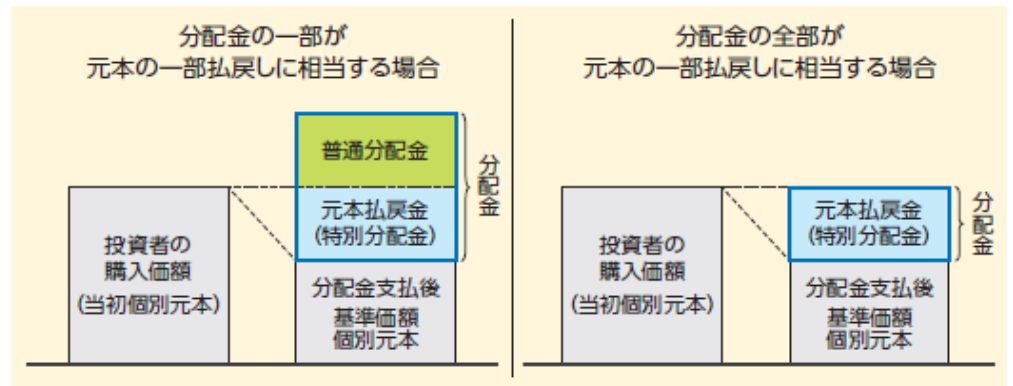 分配金の一部が
元本の一部払戻しに相当する場合
普通分配金
元本払戻金
(特別分配金)
分配金
投資者の
購入価額
(当初個別元本)
分配金支払後
基準価額
個別元本
分配金の全部が
元本の一部払戻しに相当する場合
元本払戻金
(特別分配金)
分配金
投資者の
購入価額
(当初個別元本)
分配金支払後
基準価額
個別元本